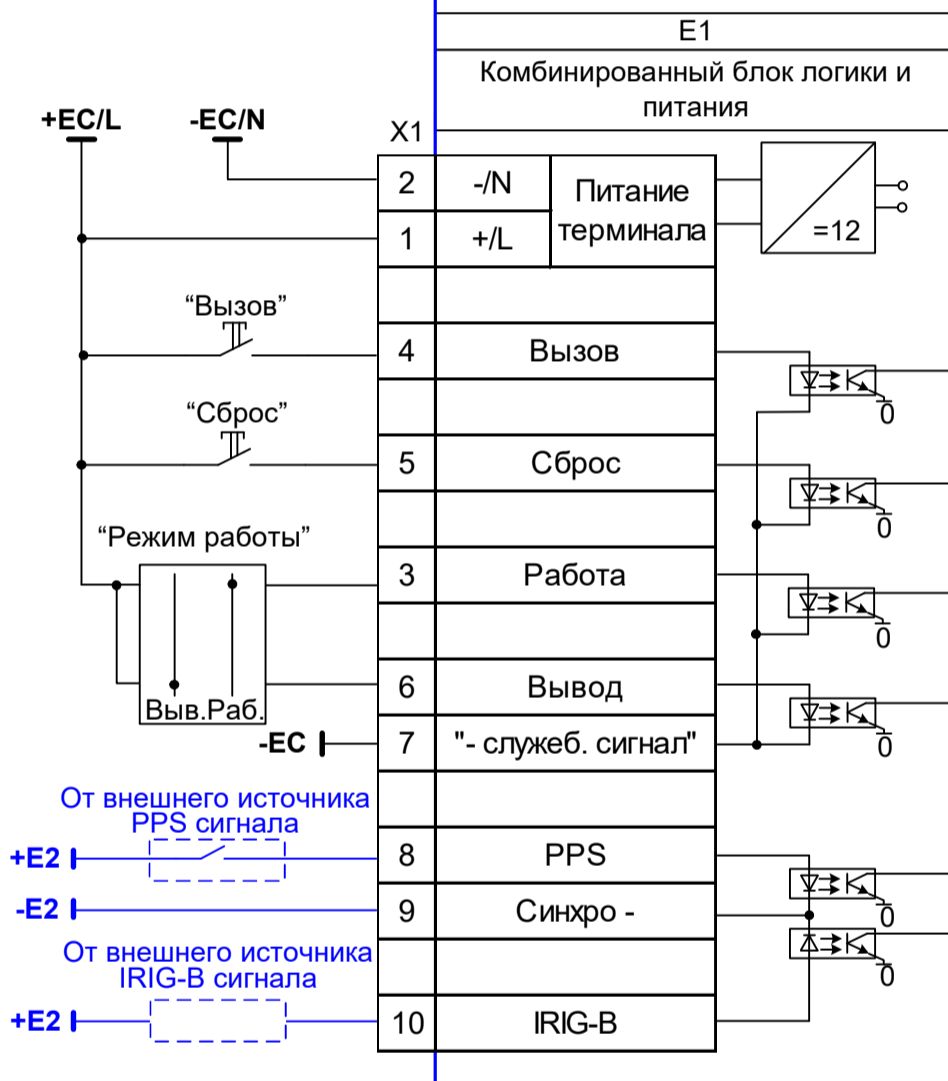 E1
Комбинированный блок логики и
питания
+EC/L
-EC/N
X1
2
-/N
Питание
терминала
=12
1
+/L
“Вызов”
4
Вызов
0
“Сброс”
5
Сброс
0
“Режим работы”
3
Работа
0
6
Вывод
Выв.Раб.
0
-EC
7
"- служеб. сигнал"
От внешнего источника
PPS сигнала
+E2
8
PPS
0
-E2
9
Синхро -
0
От внешнего источника
IRIG-B сигнала
+E2
10
IRIG-B